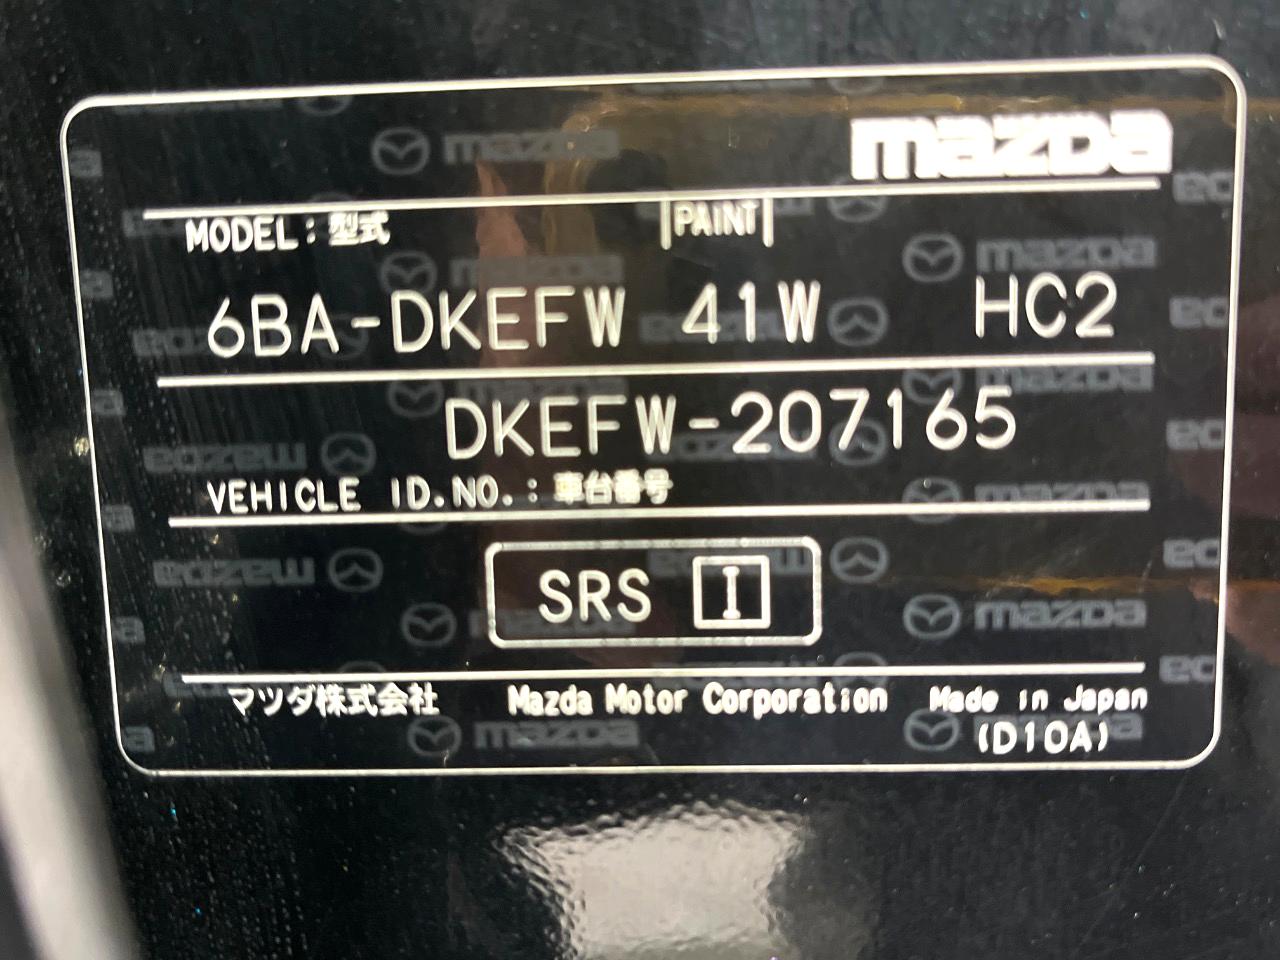 mazda
MODEL：型式 PAINT
6BA-DKEFW 41W HC2
DKEFW-207165
VEHICLE ID.NO.：車台番号
SRS I
マツダ株式会社 Mazda Motor Corporation Made in Japan
(D10A)